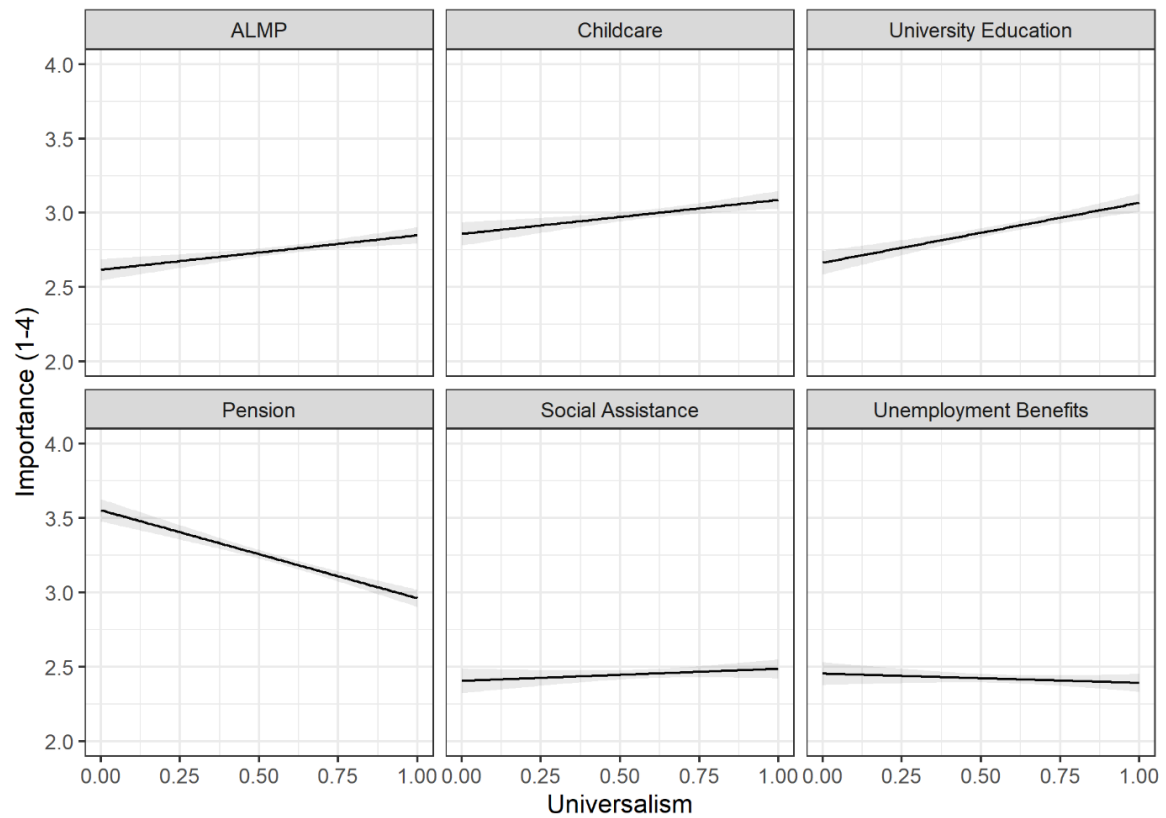 ALMP Childcare University Education
4.0
3.5
3.0
2.5
2.0
Importance (1-4)
Pension Social Assistance Unemployment Benefits
4.0
3.5
3.0
2.5
2.0
0.00 0.25 0.50 0.75 1.00 0.00 0.25 0.50 0.75 1.00 0.00 0.25 0.50 0.75 1.00
Universalism